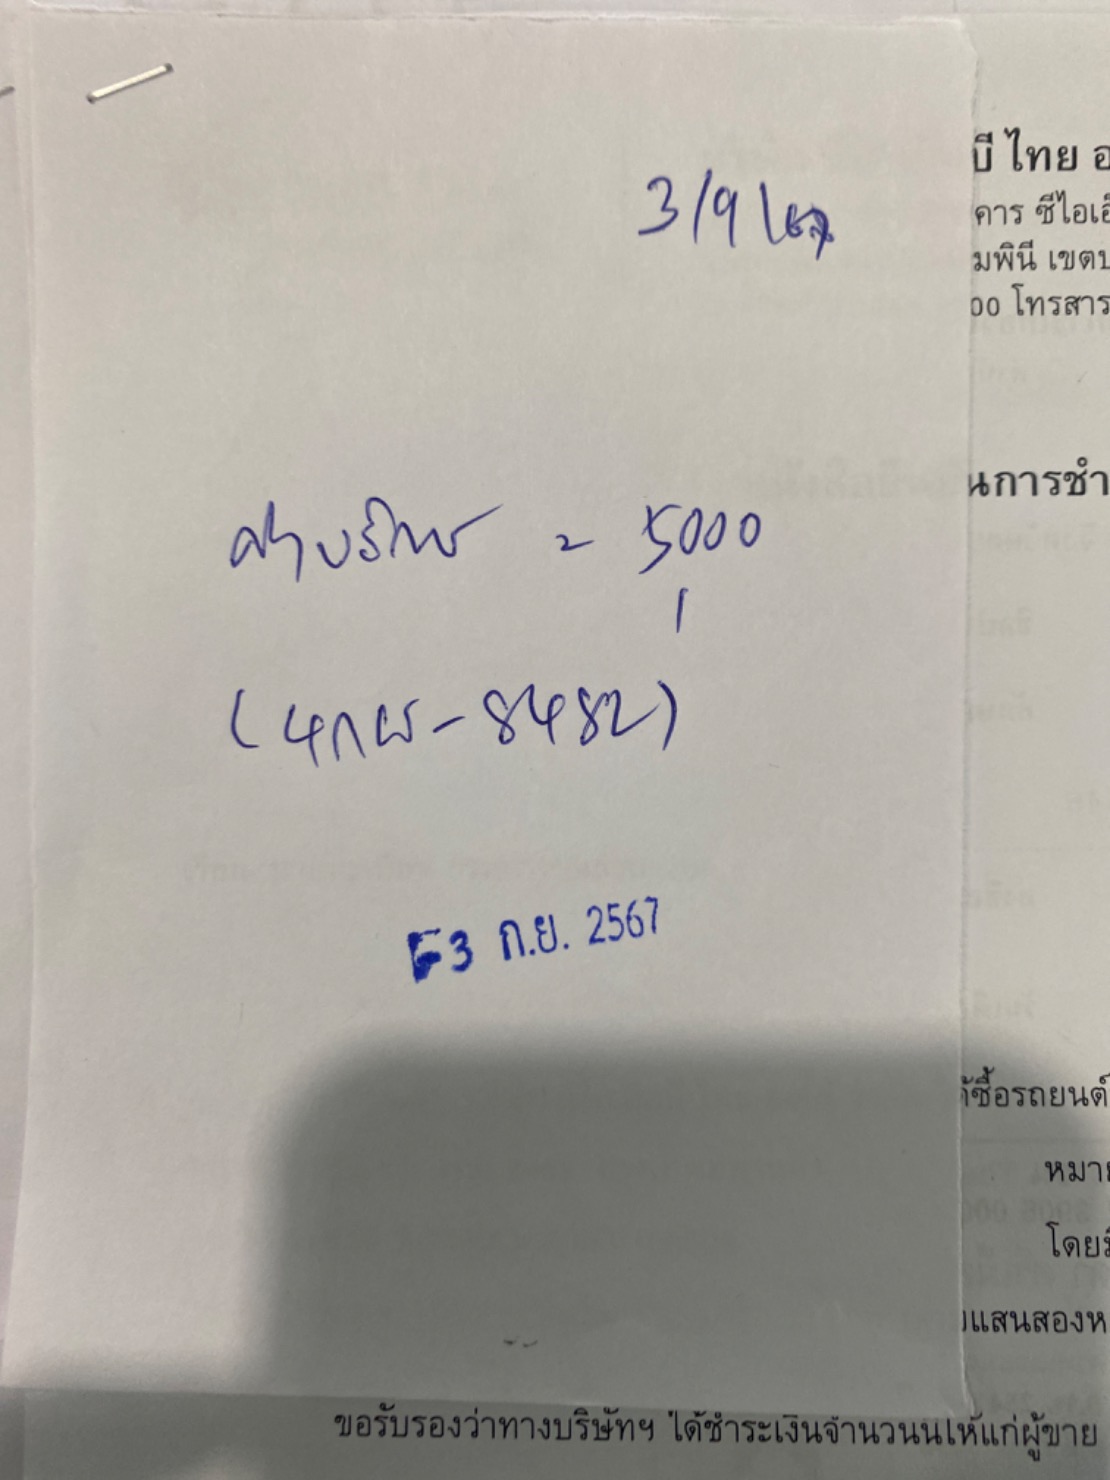 บี ไทย อ
คาร ซีไอเอ็
มพินี เขตป
00 โทรสาร
3/9/
นการชำ
ค่าบริการ = 5000
(4กผ-8482)
-3 ก.ย. 2567
ซื้อรถยนต์
หมาย
โดยมี
แสนสองห
ขอรับรองว่าทางบริษัทฯ ได้ชำระเงินจำนวนนี้ให้แก่ผู้ขาย